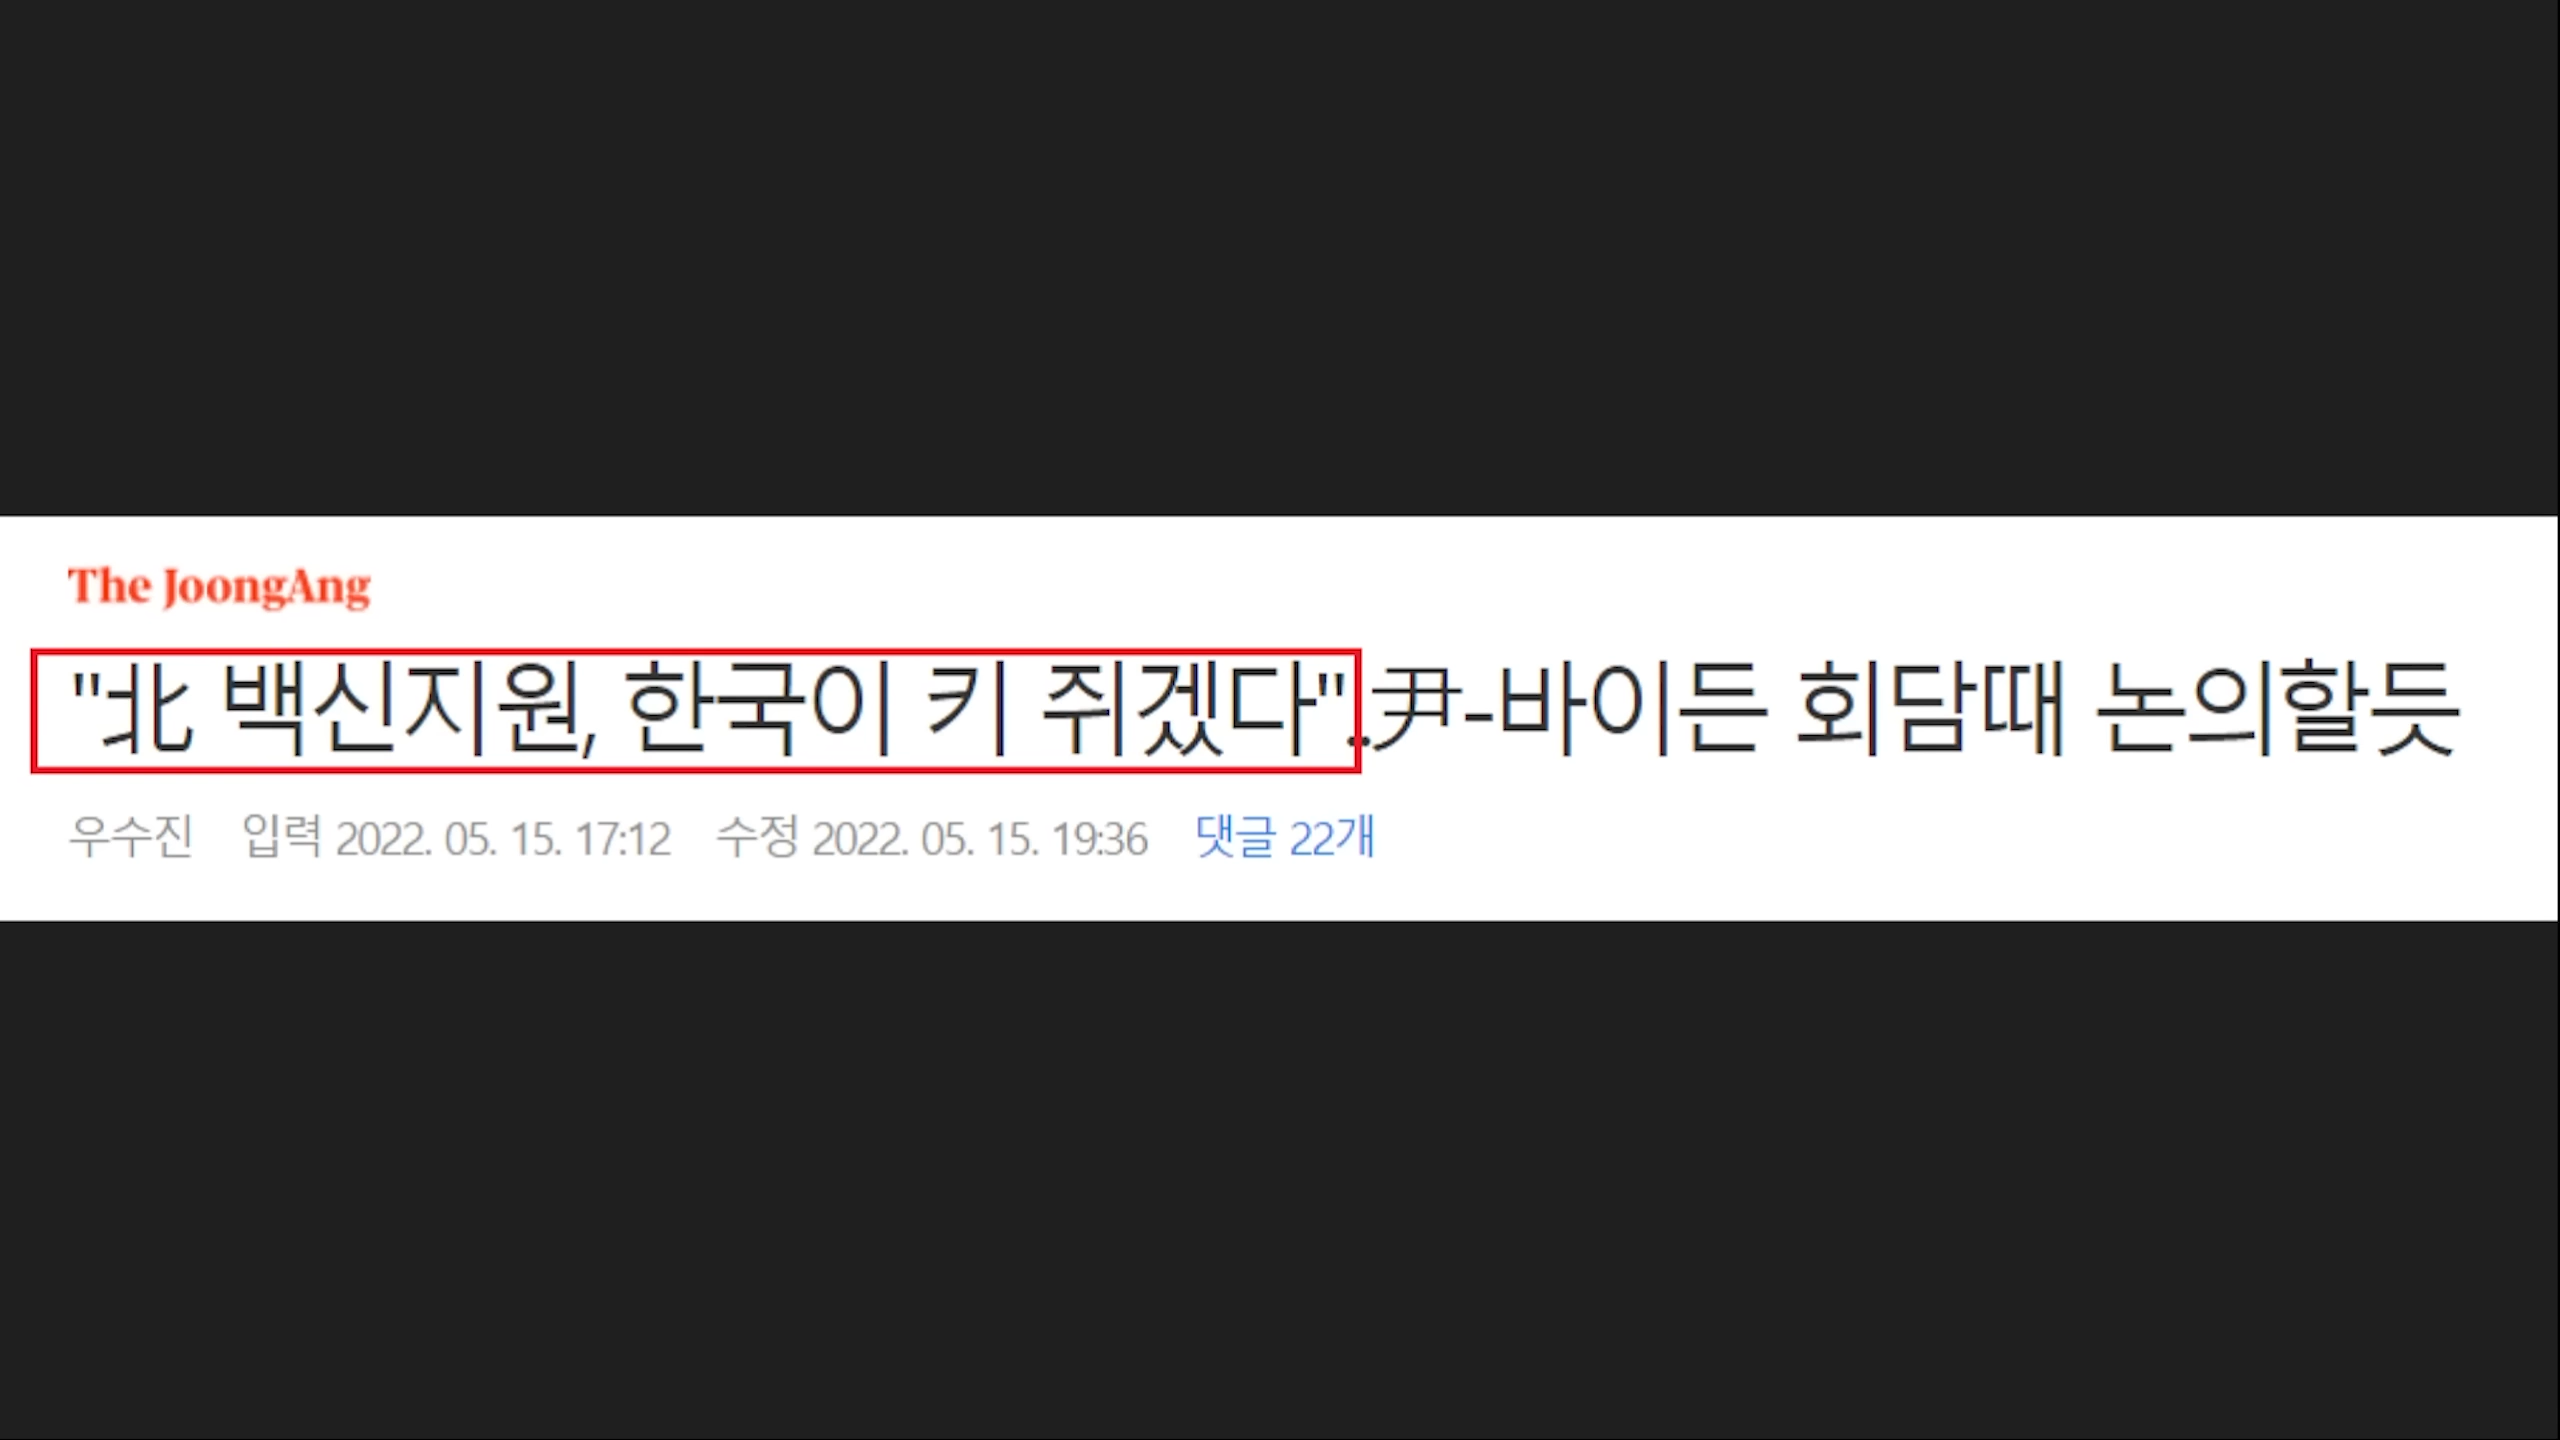 The JoongAng
"北 백신지원, 한국이 키 쥐겠다"..尹-바이든 회담때 논의할듯
우수진 입력 2022. 05. 15. 17:12 수정 2022. 05. 15. 19:36 댓글 22개